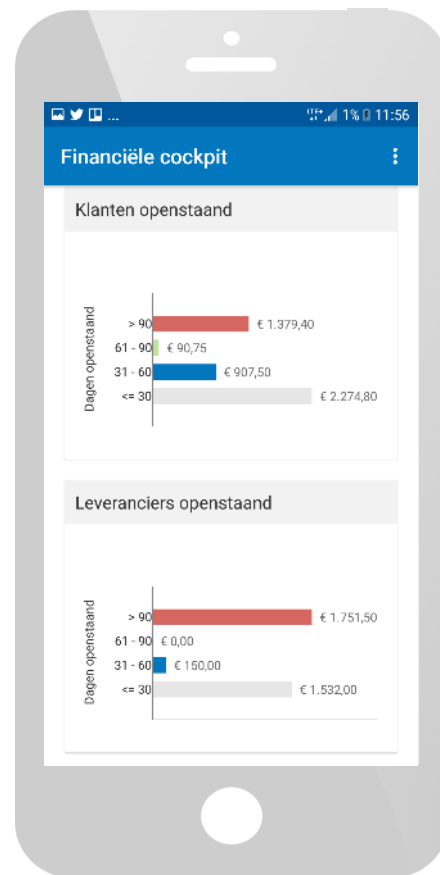 ... 1% 11:56
Financiële cockpit
Klanten openstaand
Dagen openstaand
> 90 € 1.379,40
61 - 90 € 90,75
31 - 60 € 907,50
<= 30 € 2.274,80
Leveranciers openstaand
Dagen openstaand
> 90 € 1.751,50
61 - 90 € 0,00
31 - 60 € 150,00
<= 30 € 1.532,00